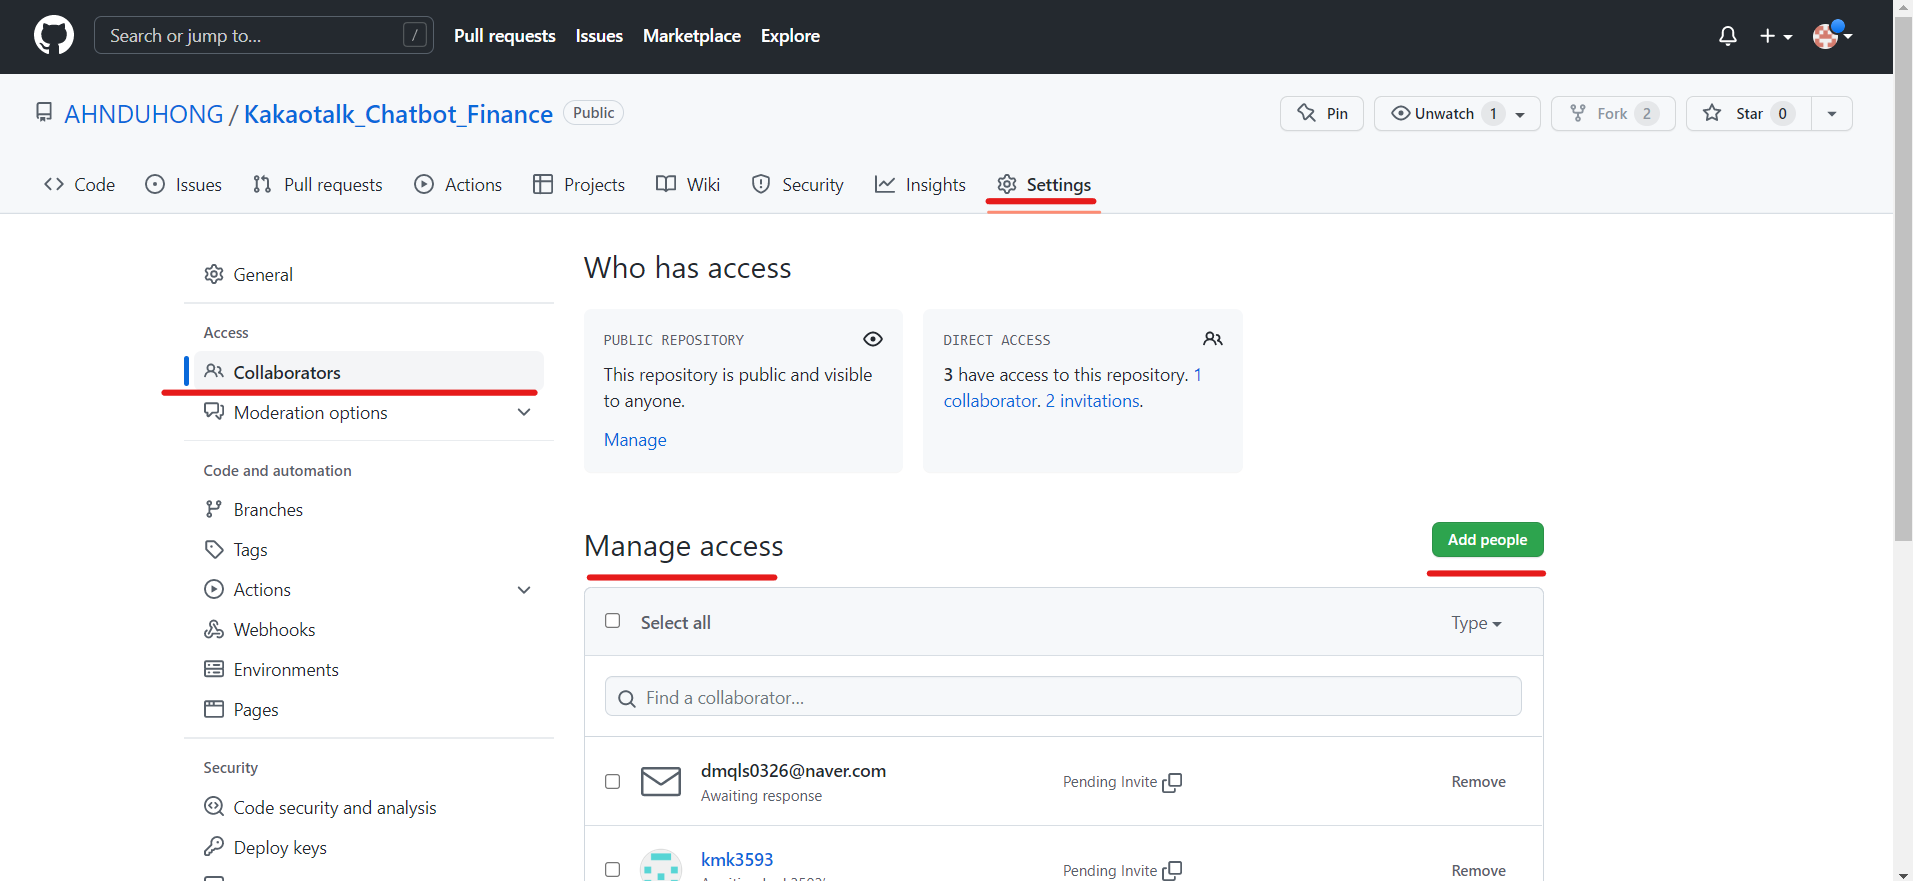 Search or jump to... /
Pull requests Issues Marketplace Explore
AHNDUHONG / Kakaotalk_Chatbot_Finance Public
Pin Unwatch 1 Fork 2 Star 0
Code Issues Pull requests Actions Projects Wiki Security Insights Settings
General
Access
Collaborators
Moderation options
Code and automation
Branches
Tags
Actions
Webhooks
Environments
Pages
Security
Code security and analysis
Deploy keys
Who has access
PUBLIC REPOSITORY
This repository is public and visible
to anyone.
Manage
DIRECT ACCESS
3 have access to this repository. 1
collaborator. 2 invitations.
Manage access
Add people
Select all Type
Find a collaborator...
dmqls0326@naver.com
Awaiting response
Pending Invite Remove
kmk3593
Pending Invite Remove